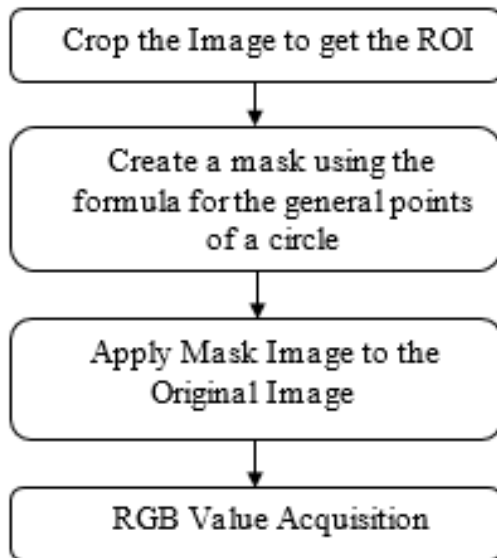 Crop the Image to get the ROI
Create a mask using the
formula for the general points
of a circle
Apply Mask Image to the
Original Image
RGB Value Acquisition